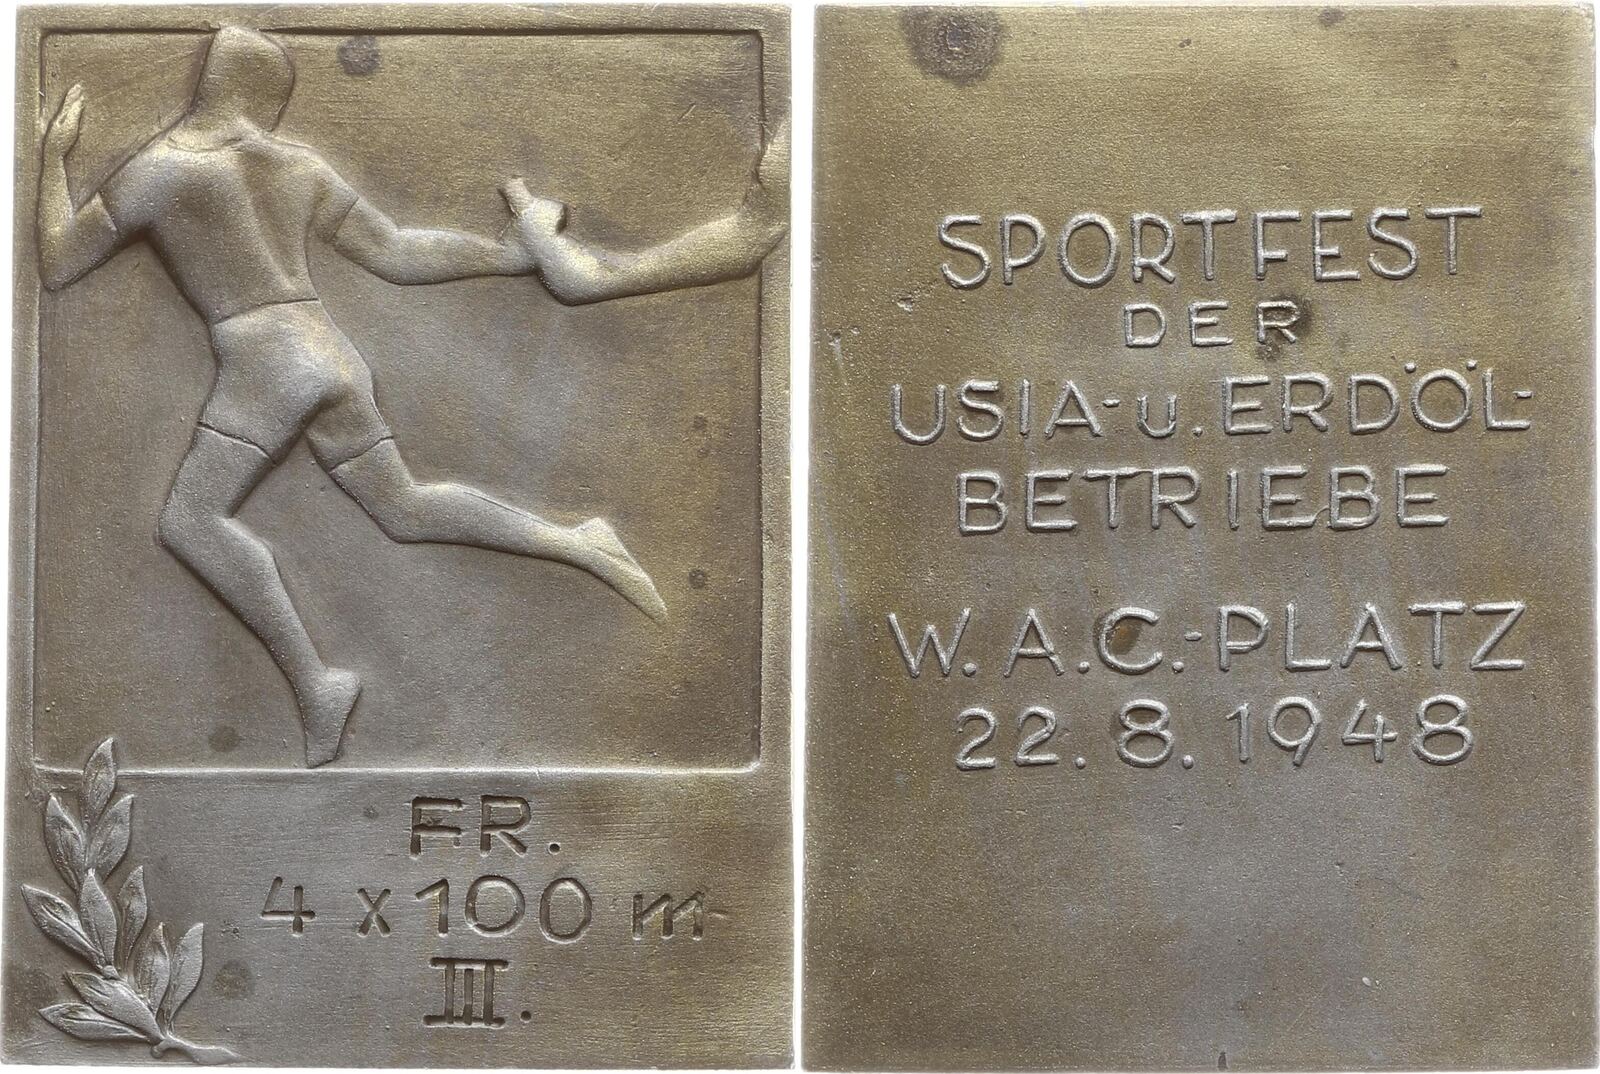 FR.
4 x 100 m
III.
SPORTFEST
DER
USIA- u. ERDÖL-
BETRIEBE
W. A. C.-PLATZ
22. 8. 1948